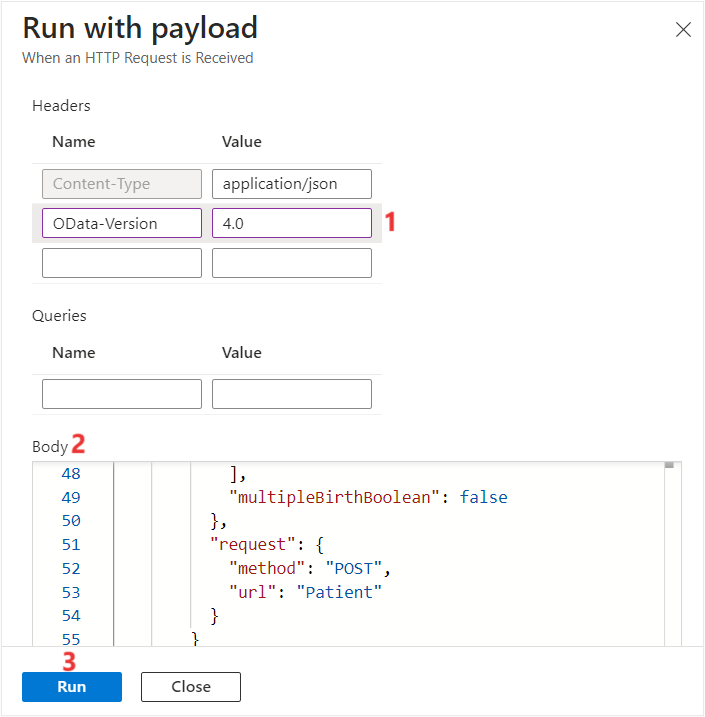 Run with payload
When an HTTP Request is Received
Headers
Name Value
Content-Type application/json
OData-Version 4.0 1
Queries
Name Value
Body 2
48 ],
49 "multipleBirthBoolean": false
50 },
51 "request": {
52 "method": "POST",
53 "url": "Patient"
54 }
55 }
3
Run Close